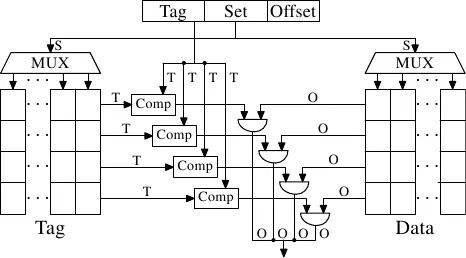 Tag Set Offset
S S
MUX MUX
T T T T
T Comp O
T Comp O
T Comp O
T Comp O
Tag Data
O O O O